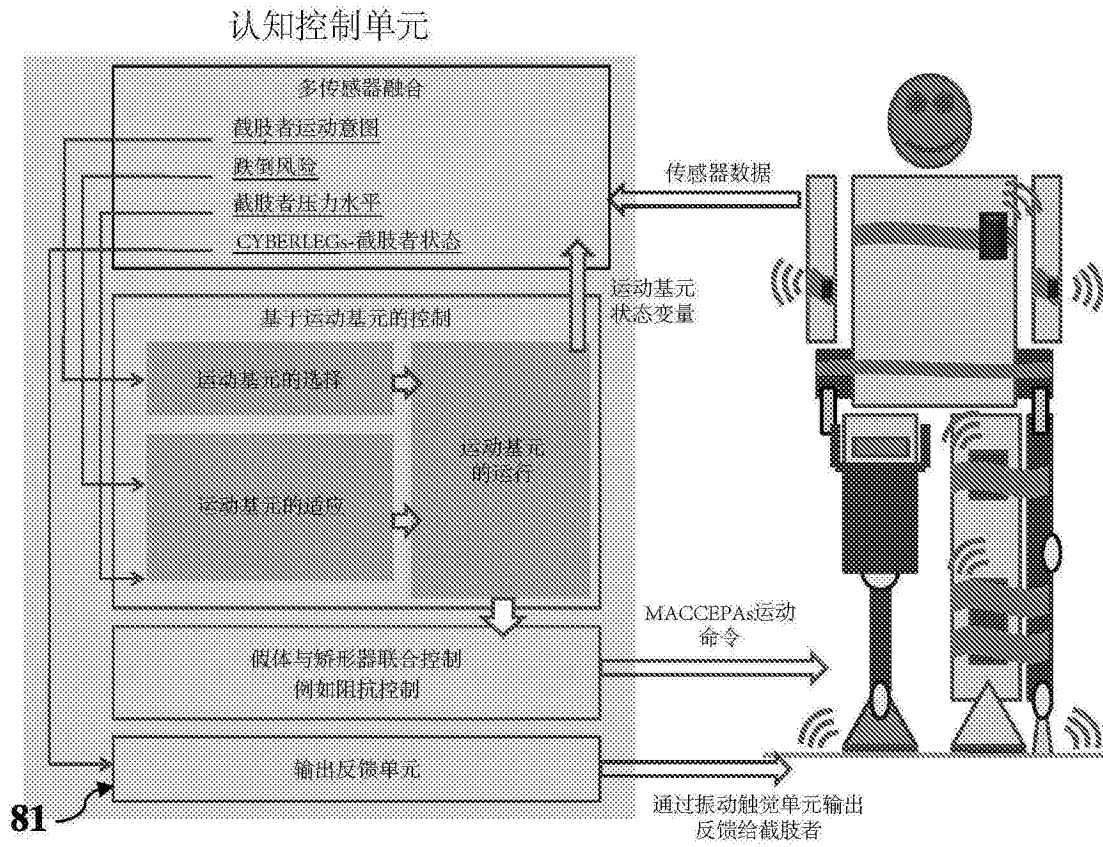 认知控制单元
多传感器融合
截肢者运动意图
跌倒风险
截肢者压力水平
CYBERLEGs-截肢者状态
传感器数据
运动基元
状态变量
基于运动基元的控制
运动基元的选择
运动基元的适应
运动基元
的运行
MACCEPAs运动
命令
假体与矫形器联合控制
例如阻抗控制
输出反馈单元
81
通过振动触觉单元输出
反馈给截肢者